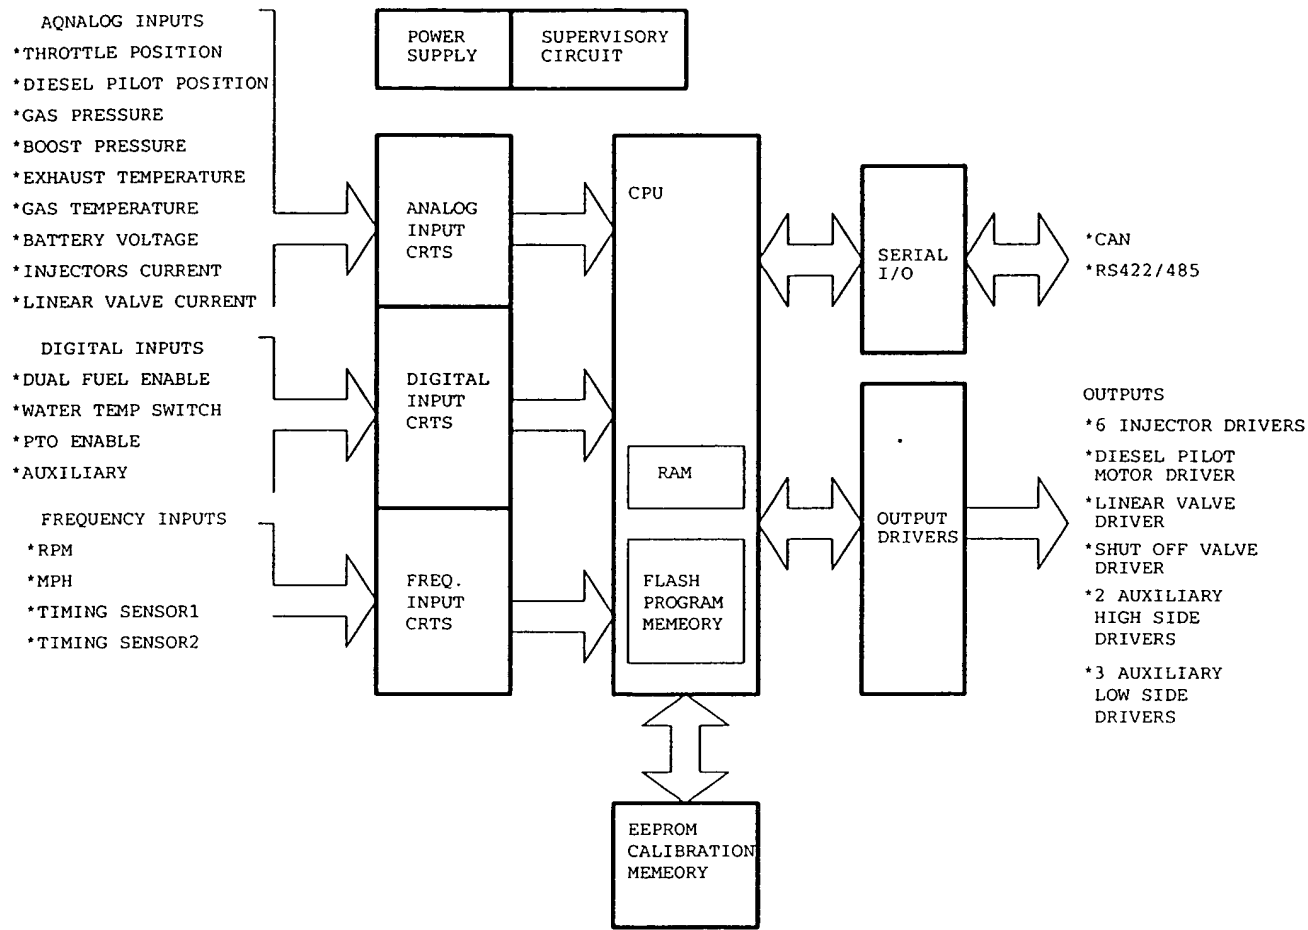 AQNALOG INPUTS
*THROTTLE POSITION
*DIESEL PILOT POSITION
*GAS PRESSURE
*BOOST PRESSURE
*EXHAUST TEMPERATURE
*GAS TEMPERATURE
*BATTERY VOLTAGE
*INJECTORS CURRENT
*LINEAR VALVE CURRENT
DIGITAL INPUTS
*DUAL FUEL ENABLE
*WATER TEMP SWITCH
*PTO ENABLE
*AUXILIARY
FREQUENCY INPUTS
*RPM
*MPH
*TIMING SENSOR1
*TIMING SENSOR2
POWER
SUPPLY
SUPERVISORY
CIRCUIT
ANALOG
INPUT
CRTS
DIGITAL
INPUT
CRTS
FREQ.
INPUT
CRTS
CPU
RAM
FLASH
PROGRAM
MEMEORY
EEPROM
CALIBRATION
MEMEORY
SERIAL
I/O
OUTPUT
DRIVERS
*CAN
*RS422/485
OUTPUTS
*6 INJECTOR DRIVERS
*DIESEL PILOT
MOTOR DRIVER
*LINEAR VALVE
DRIVER
*SHUT OFF VALVE
DRIVER
*2 AUXILIARY
HIGH SIDE
DRIVERS
*3 AUXILIARY
LOW SIDE
DRIVERS